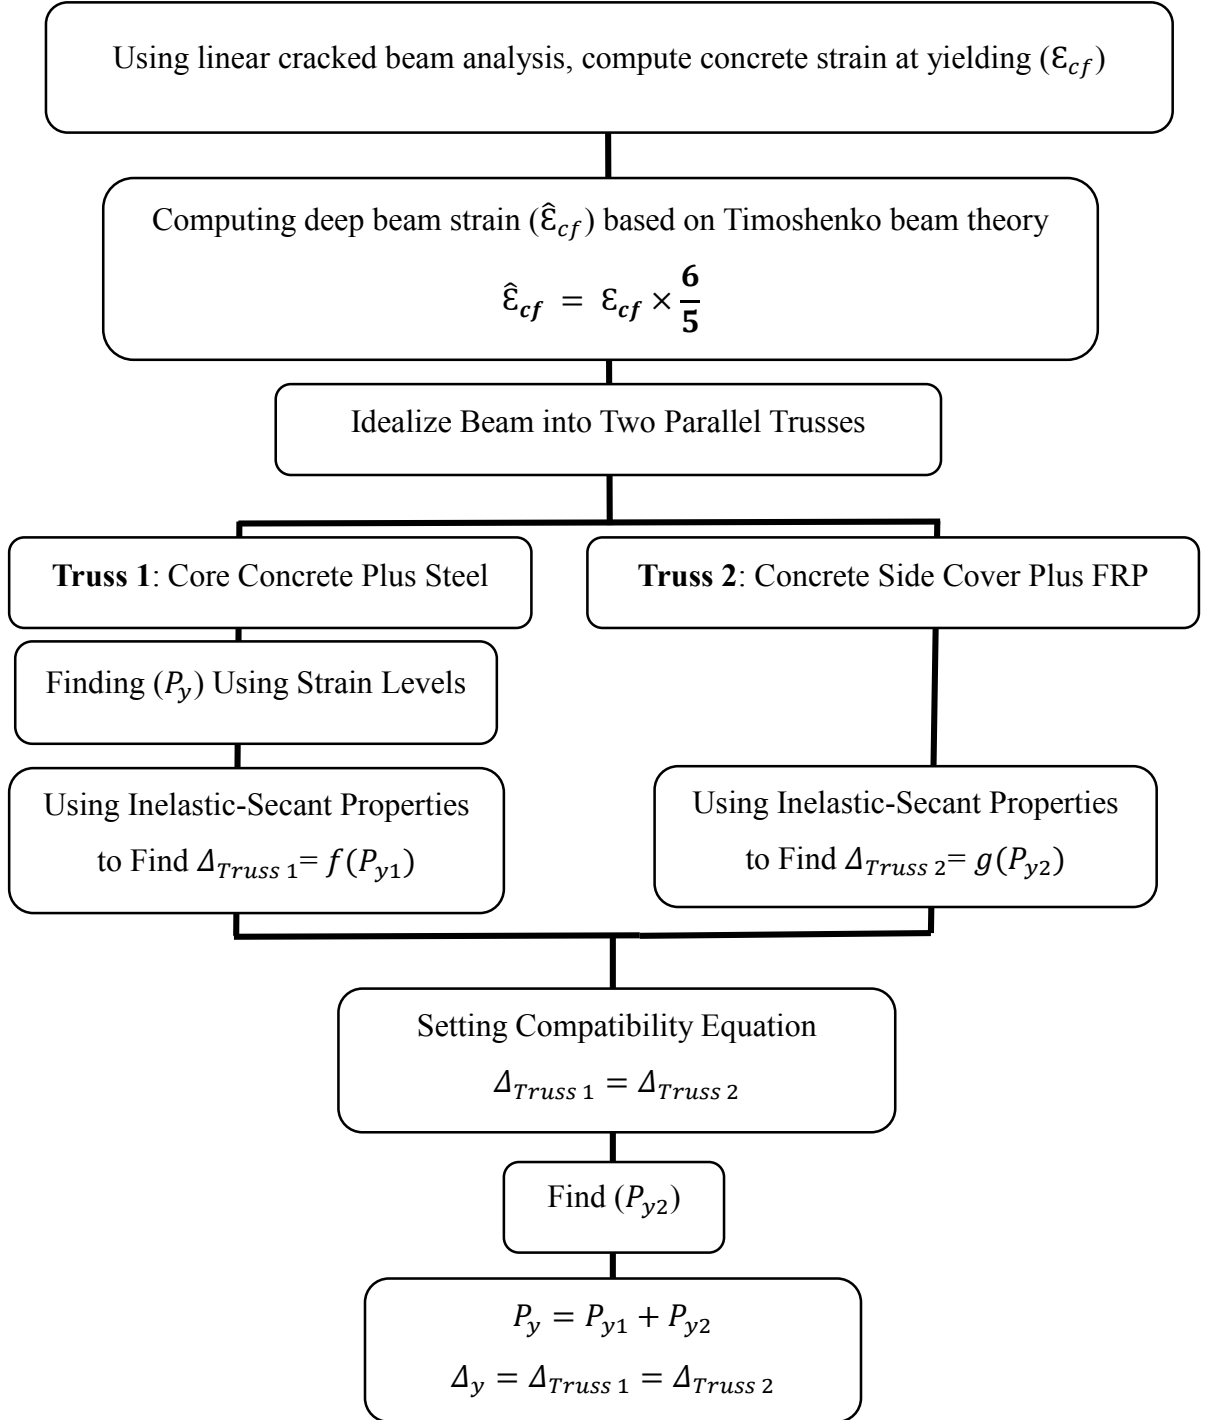 Using linear cracked beam analysis, compute concrete strain at yielding (Ɛ_cf)
Computing deep beam strain (Ɛ̂_cf) based on Timoshenko beam theory
Ɛ̂_cf = Ɛ_cf × 6/5
Idealize Beam into Two Parallel Trusses
Truss 1: Core Concrete Plus Steel
Truss 2: Concrete Side Cover Plus FRP
Finding (P_y) Using Strain Levels
Using Inelastic-Secant Properties
to Find Δ_Truss 1= f(P_y1)
Using Inelastic-Secant Properties
to Find Δ_Truss 2= g(P_y2)
Setting Compatibility Equation
Δ_Truss 1 = Δ_Truss 2
Find (P_y2)
P_y = P_y1 + P_y2
Δ_y = Δ_Truss 1 = Δ_Truss 2